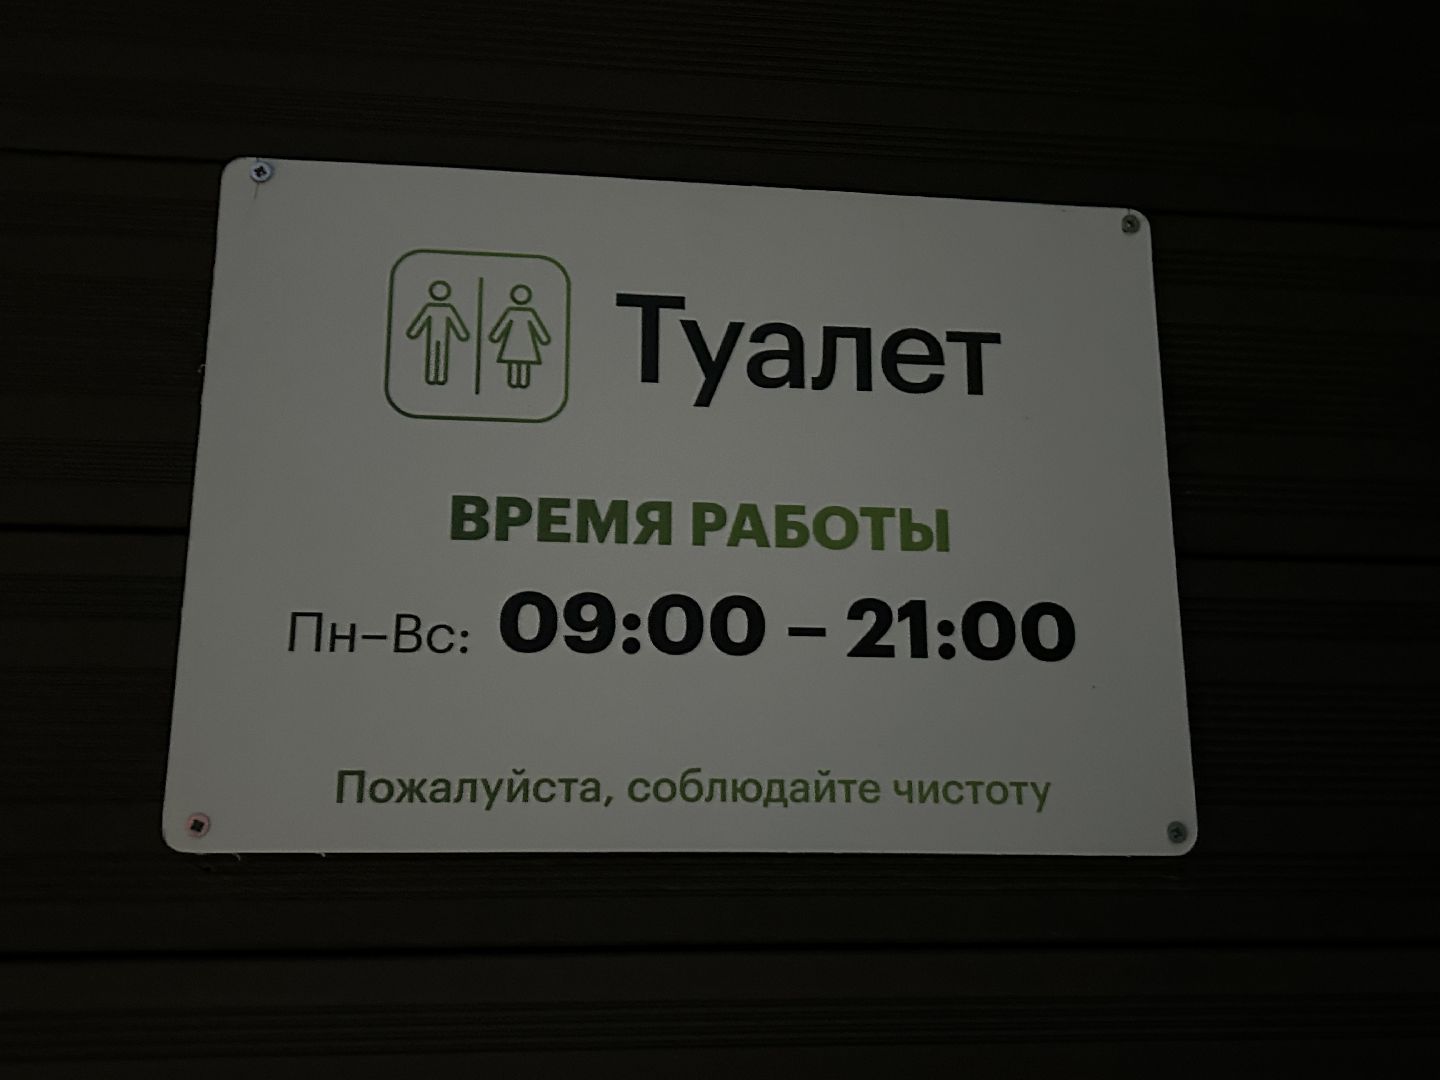 Туалет
ВРЕМЯ РАБОТЫ
Пн–Вс: 09:00 – 21:00
Пожалуйста, соблюдайте чистоту